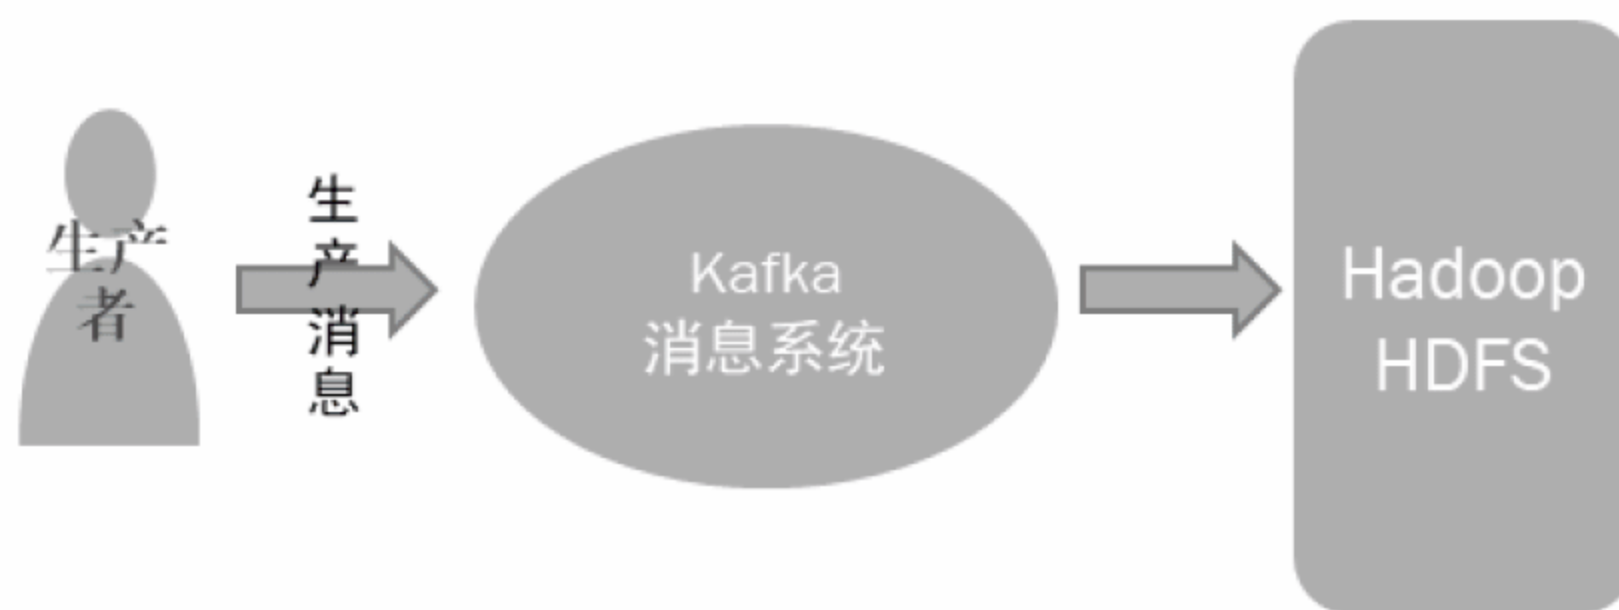 生产
者
生
产
消
息
Kafka
消息系统
Hadoop
HDFS